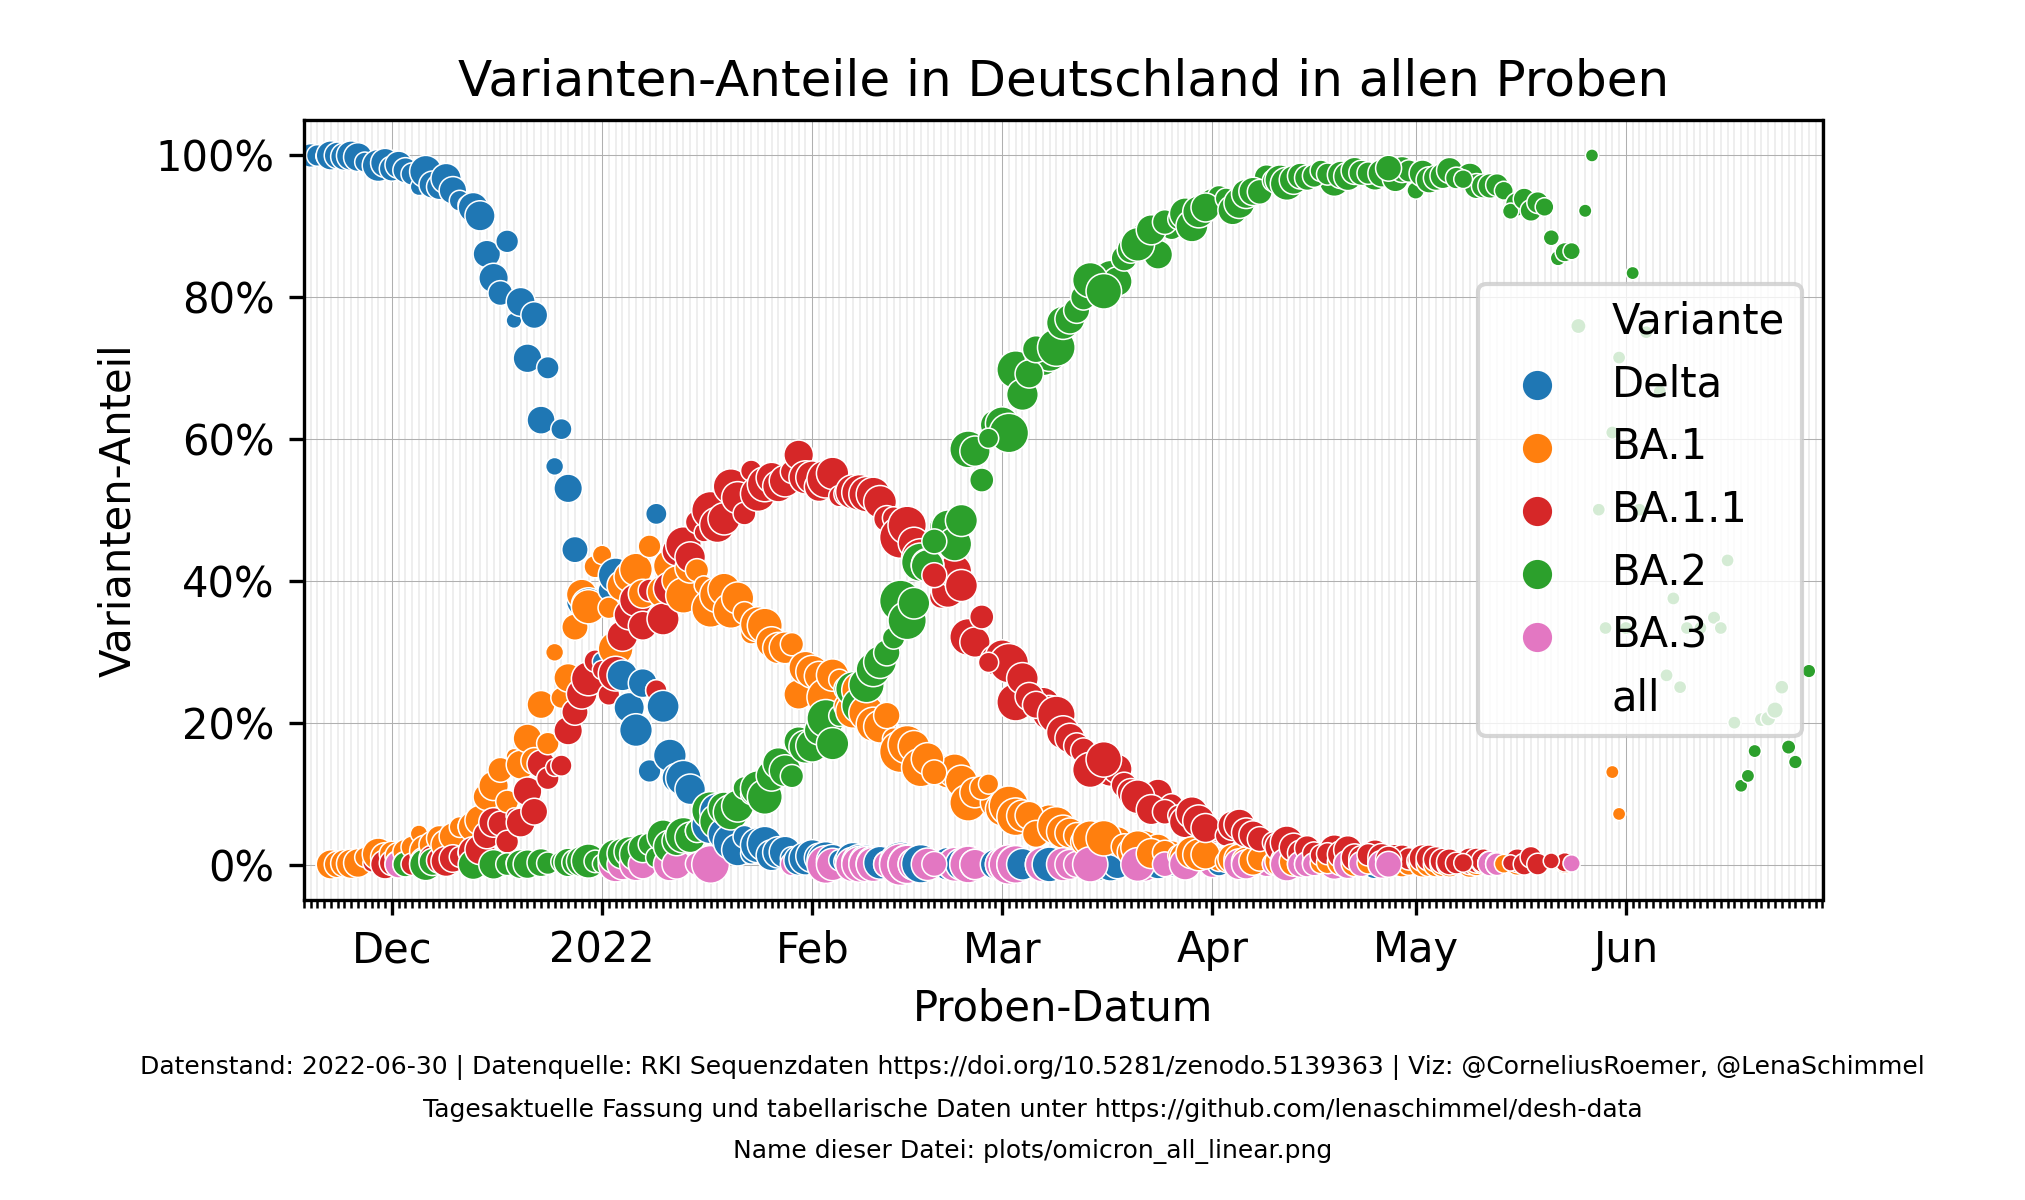 Varianten-Anteile in Deutschland in allen Proben
Varianten-Anteil
100%
80%
60%
40%
20%
0%
Variante
Delta
BA.1
BA.1.1
BA.2
BA.3
all
Dec 2022 Feb Mar Apr May Jun
Proben-Datum
Datenstand: 2022-06-30 | Datenquelle: RKI Sequenzdaten https://doi.org/10.5281/zenodo.5139363 | Viz: @CorneliusRoemer, @LenaSchimmel
Tagesaktuelle Fassung und tabellarische Daten unter https://github.com/lenaschimmel/desh-data
Name dieser Datei: plots/omicron_all_linear.png